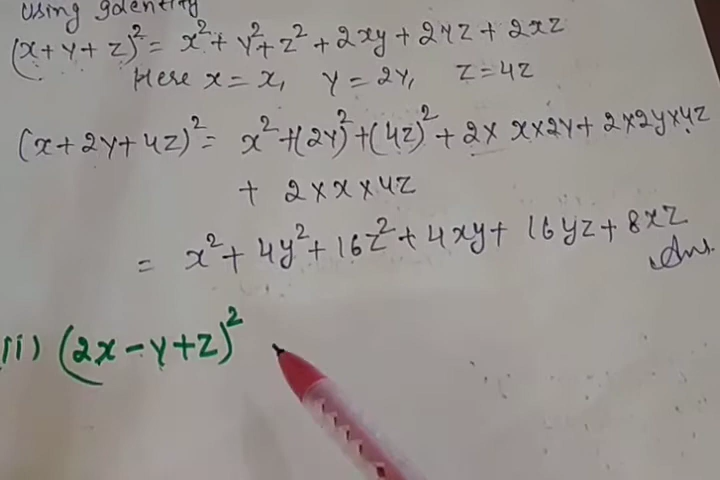 Using Identity
(x+y+z)² = x² + y² + z² + 2xy + 2yz + 2xz
Here x = x, y = 2y, z = 4z
(x+2y+4z)² = x² + (2y)² + (4z)² + 2×x×2y + 2×2y×4z
+ 2×x×4z
= x² + 4y² + 16z² + 4xy + 16yz + 8xz
Ans.
ii) (2x-y+z)²